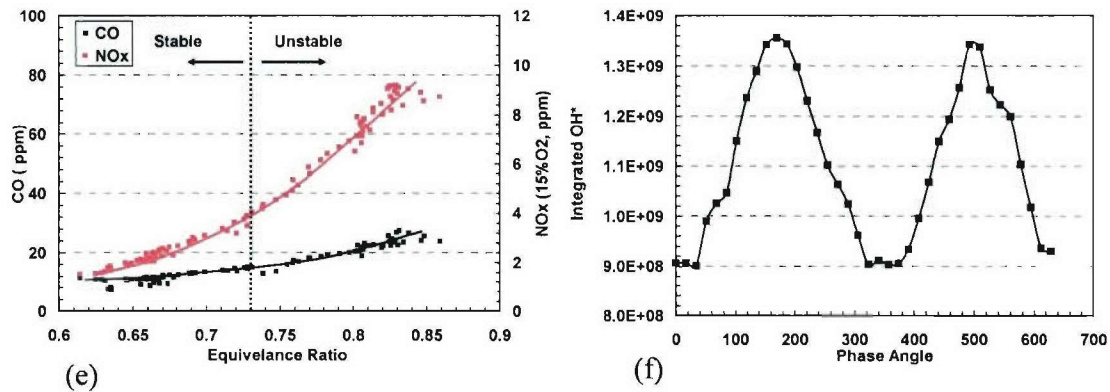 100
80
60
40
20
0
CO ( ppm)
CO
NOx
Stable
Unstable
12
10
8
6
4
2
0
NOx (15%O2, ppm)
0.6
0.65
0.7
0.75
0.8
0.85
0.9
Equivelance Ratio
(e)
1.4E+09
1.3E+09
1.2E+09
1.1E+09
1.0E+09
9.0E+08
8.0E+08
Integrated OH*
0
100
200
300
400
500
600
700
Phase Angle
(f)